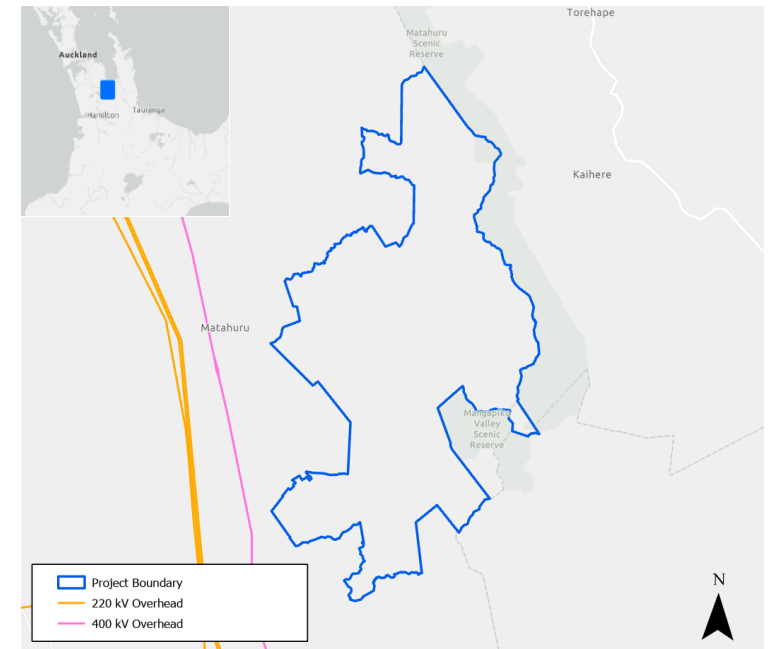 Torehape
Matahuru
Scenic
Reserve
Auckland
Tauranga
Hamilton
Kaihere
Matahuru
Mangapiko
Valley
Scenic
Reserve
Project Boundary
220 kV Overhead
400 kV Overhead
N